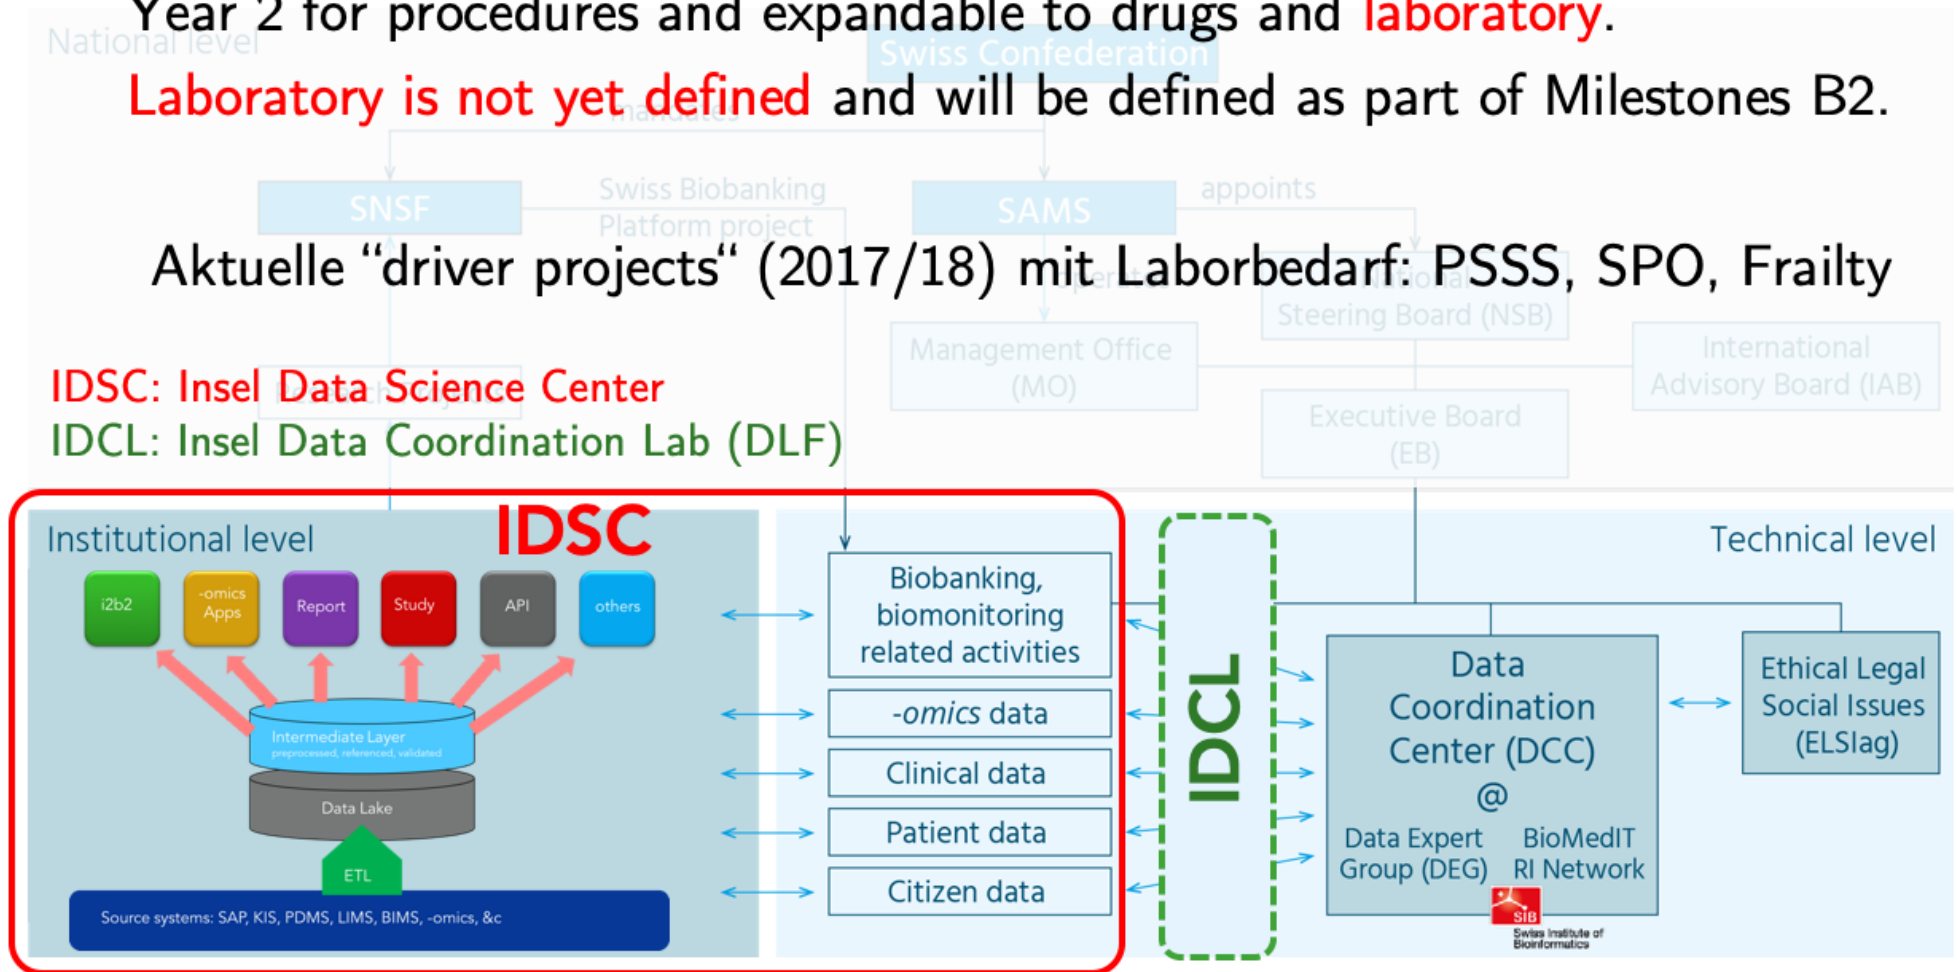 Year 2 for procedures and expandable to drugs and laboratory.
National level
Swiss Confederation
Laboratory is not yet defined and will be defined as part of Milestones B2.
mandates
SNSF
Swiss Biobanking
Platform project
SAMS
appoints
Aktuelle “driver projects“ (2017/18) mit Laborbedarf: PSSS, SPO, Frailty
operates
National
Steering Board (NSB)
Management Office
(MO)
International
Advisory Board (IAB)
Executive Board
(EB)
IDSC: Insel Data Science Center
Research Projects
IDCL: Insel Data Coordination Lab (DLF)
Institutional level
IDSC
i2b2
-omics
Apps
Report
Study
API
others
Intermediate Layer
preprocessed, referenced, validated
Data Lake
ETL
Source systems: SAP, KIS, PDMS, LIMS, BIMS, -omics, &c
Biobanking,
biomonitoring
related activities
-omics data
Clinical data
Patient data
Citizen data
IDCL
Technical level
Data
Coordination
Center (DCC)
@
Data Expert
Group (DEG)
BioMedIT
RI Network
SIB
Swiss Institute of
Bioinformatics
Ethical Legal
Social Issues
(ELSIag)